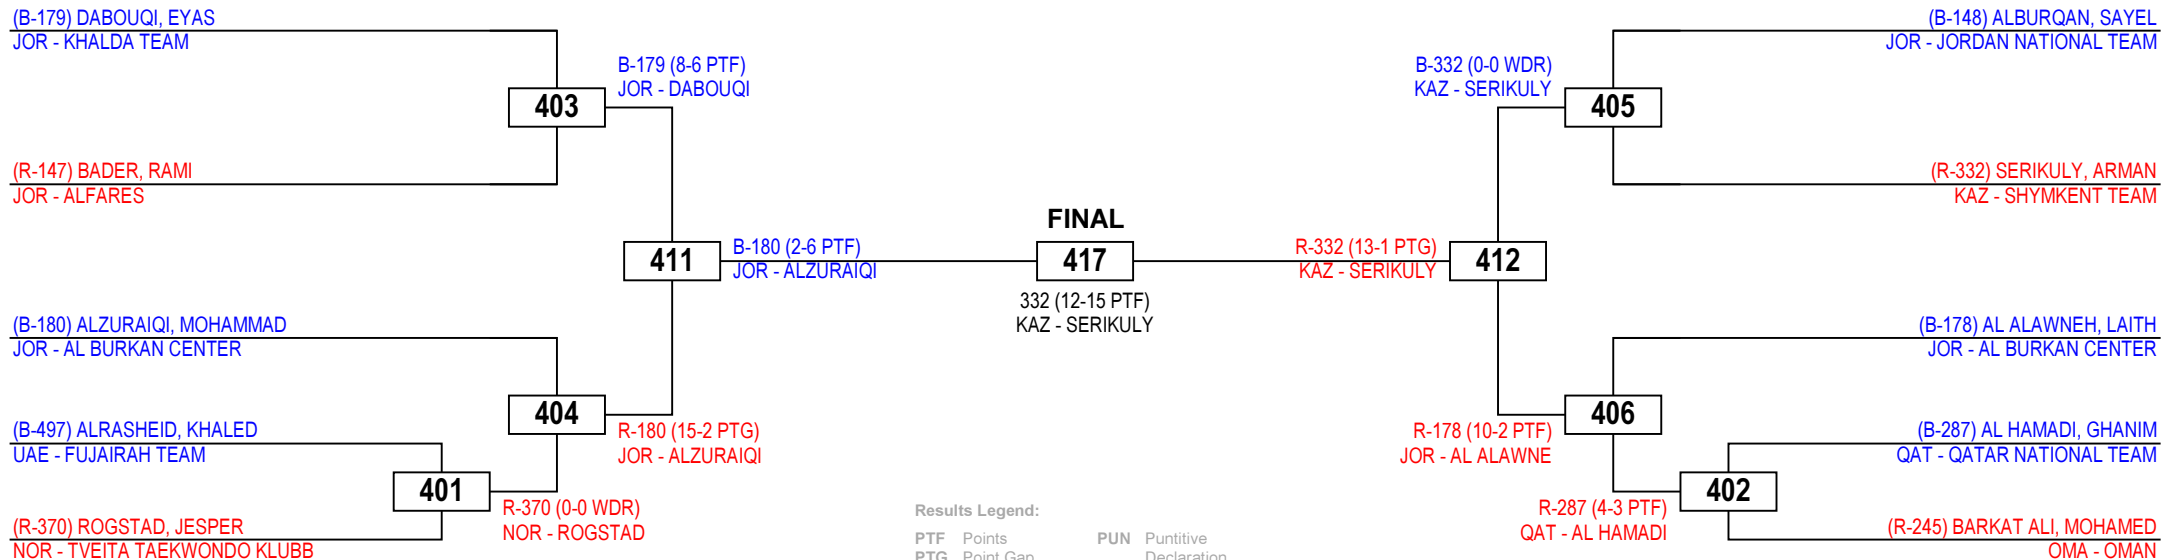 (B-179) DABOUQI, EYAS
JOR - KHALDA TEAM
(R-147) BADER, RAMI
JOR - ALFARES
(B-180) ALZURAIQI, MOHAMMAD
JOR - AL BURKAN CENTER
(B-497) ALRASHEID, KHALED
UAE - FUJAIRAH TEAM
(R-370) ROGSTAD, JESPER
NOR - TVEITA TAEKWONDO KLUBB
401
R-370 (0-0 WDR)
NOR - ROGSTAD
403
B-179 (8-6 PTF)
JOR - DABOUQI
404
R-180 (15-2 PTG)
JOR - ALZURAIQI
411
B-180 (2-6 PTF)
JOR - ALZURAIQI
FINAL
417
332 (12-15 PTF)
KAZ - SERIKULY
R-332 (13-1 PTG)
KAZ - SERIKULY
412
B-332 (0-0 WDR)
KAZ - SERIKULY
405
R-178 (10-2 PTF)
JOR - AL ALAWNE
406
R-287 (4-3 PTF)
QAT - AL HAMADI
402
(B-148) ALBURQAN, SAYEL
JOR - JORDAN NATIONAL TEAM
(R-332) SERIKULY, ARMAN
KAZ - SHYMKENT TEAM
(B-178) AL ALAWNEH, LAITH
JOR - AL BURKAN CENTER
(B-287) AL HAMADI, GHANIM
QAT - QATAR NATIONAL TEAM
(R-245) BARKAT ALI, MOHAMED
OMA - OMAN
Results Legend:
PTF Points PUN Puntitive
PTG Point Gap Declaration